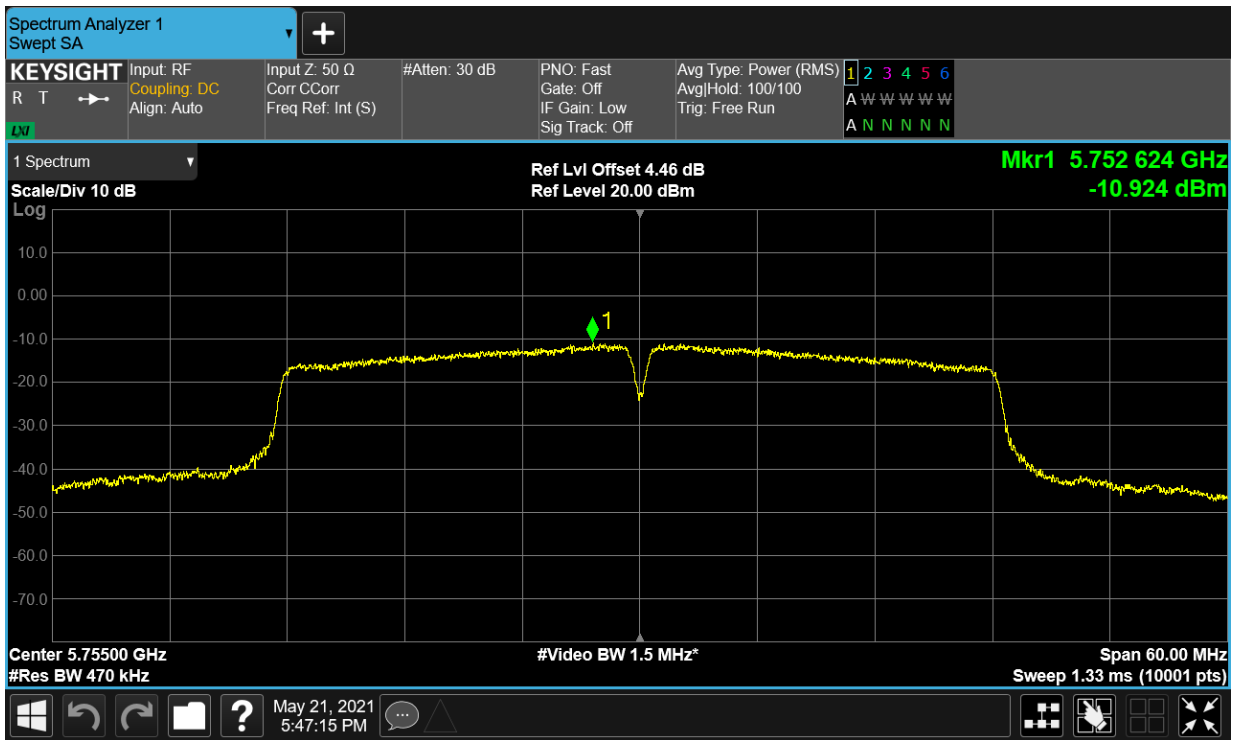 Spectrum Analyzer 1
Swept SA
+
KEYSIGHT
R T
LXI
Input: RF
Coupling: DC
Align: Auto
Input Z: 50 Ω
Corr CCorr
Freq Ref: Int (S)
#Atten: 30 dB
PNO: Fast
Gate: Off
IF Gain: Low
Sig Track: Off
Avg Type: Power (RMS)
Avg|Hold: 100/100
Trig: Free Run
1 2 3 4 5 6
A W W W W W
A N N N N N
1 Spectrum
Scale/Div 10 dB
Log
Ref Lvl Offset 4.46 dB
Ref Level 20.00 dBm
Mkr1 5.752 624 GHz
-10.924 dBm
10.0
0.00
-10.0
-20.0
-30.0
-40.0
-50.0
-60.0
-70.0
1
Center 5.75500 GHz
#Res BW 470 kHz
#Video BW 1.5 MHz*
Span 60.00 MHz
Sweep 1.33 ms (10001 pts)
?
May 21, 2021
5:47:15 PM